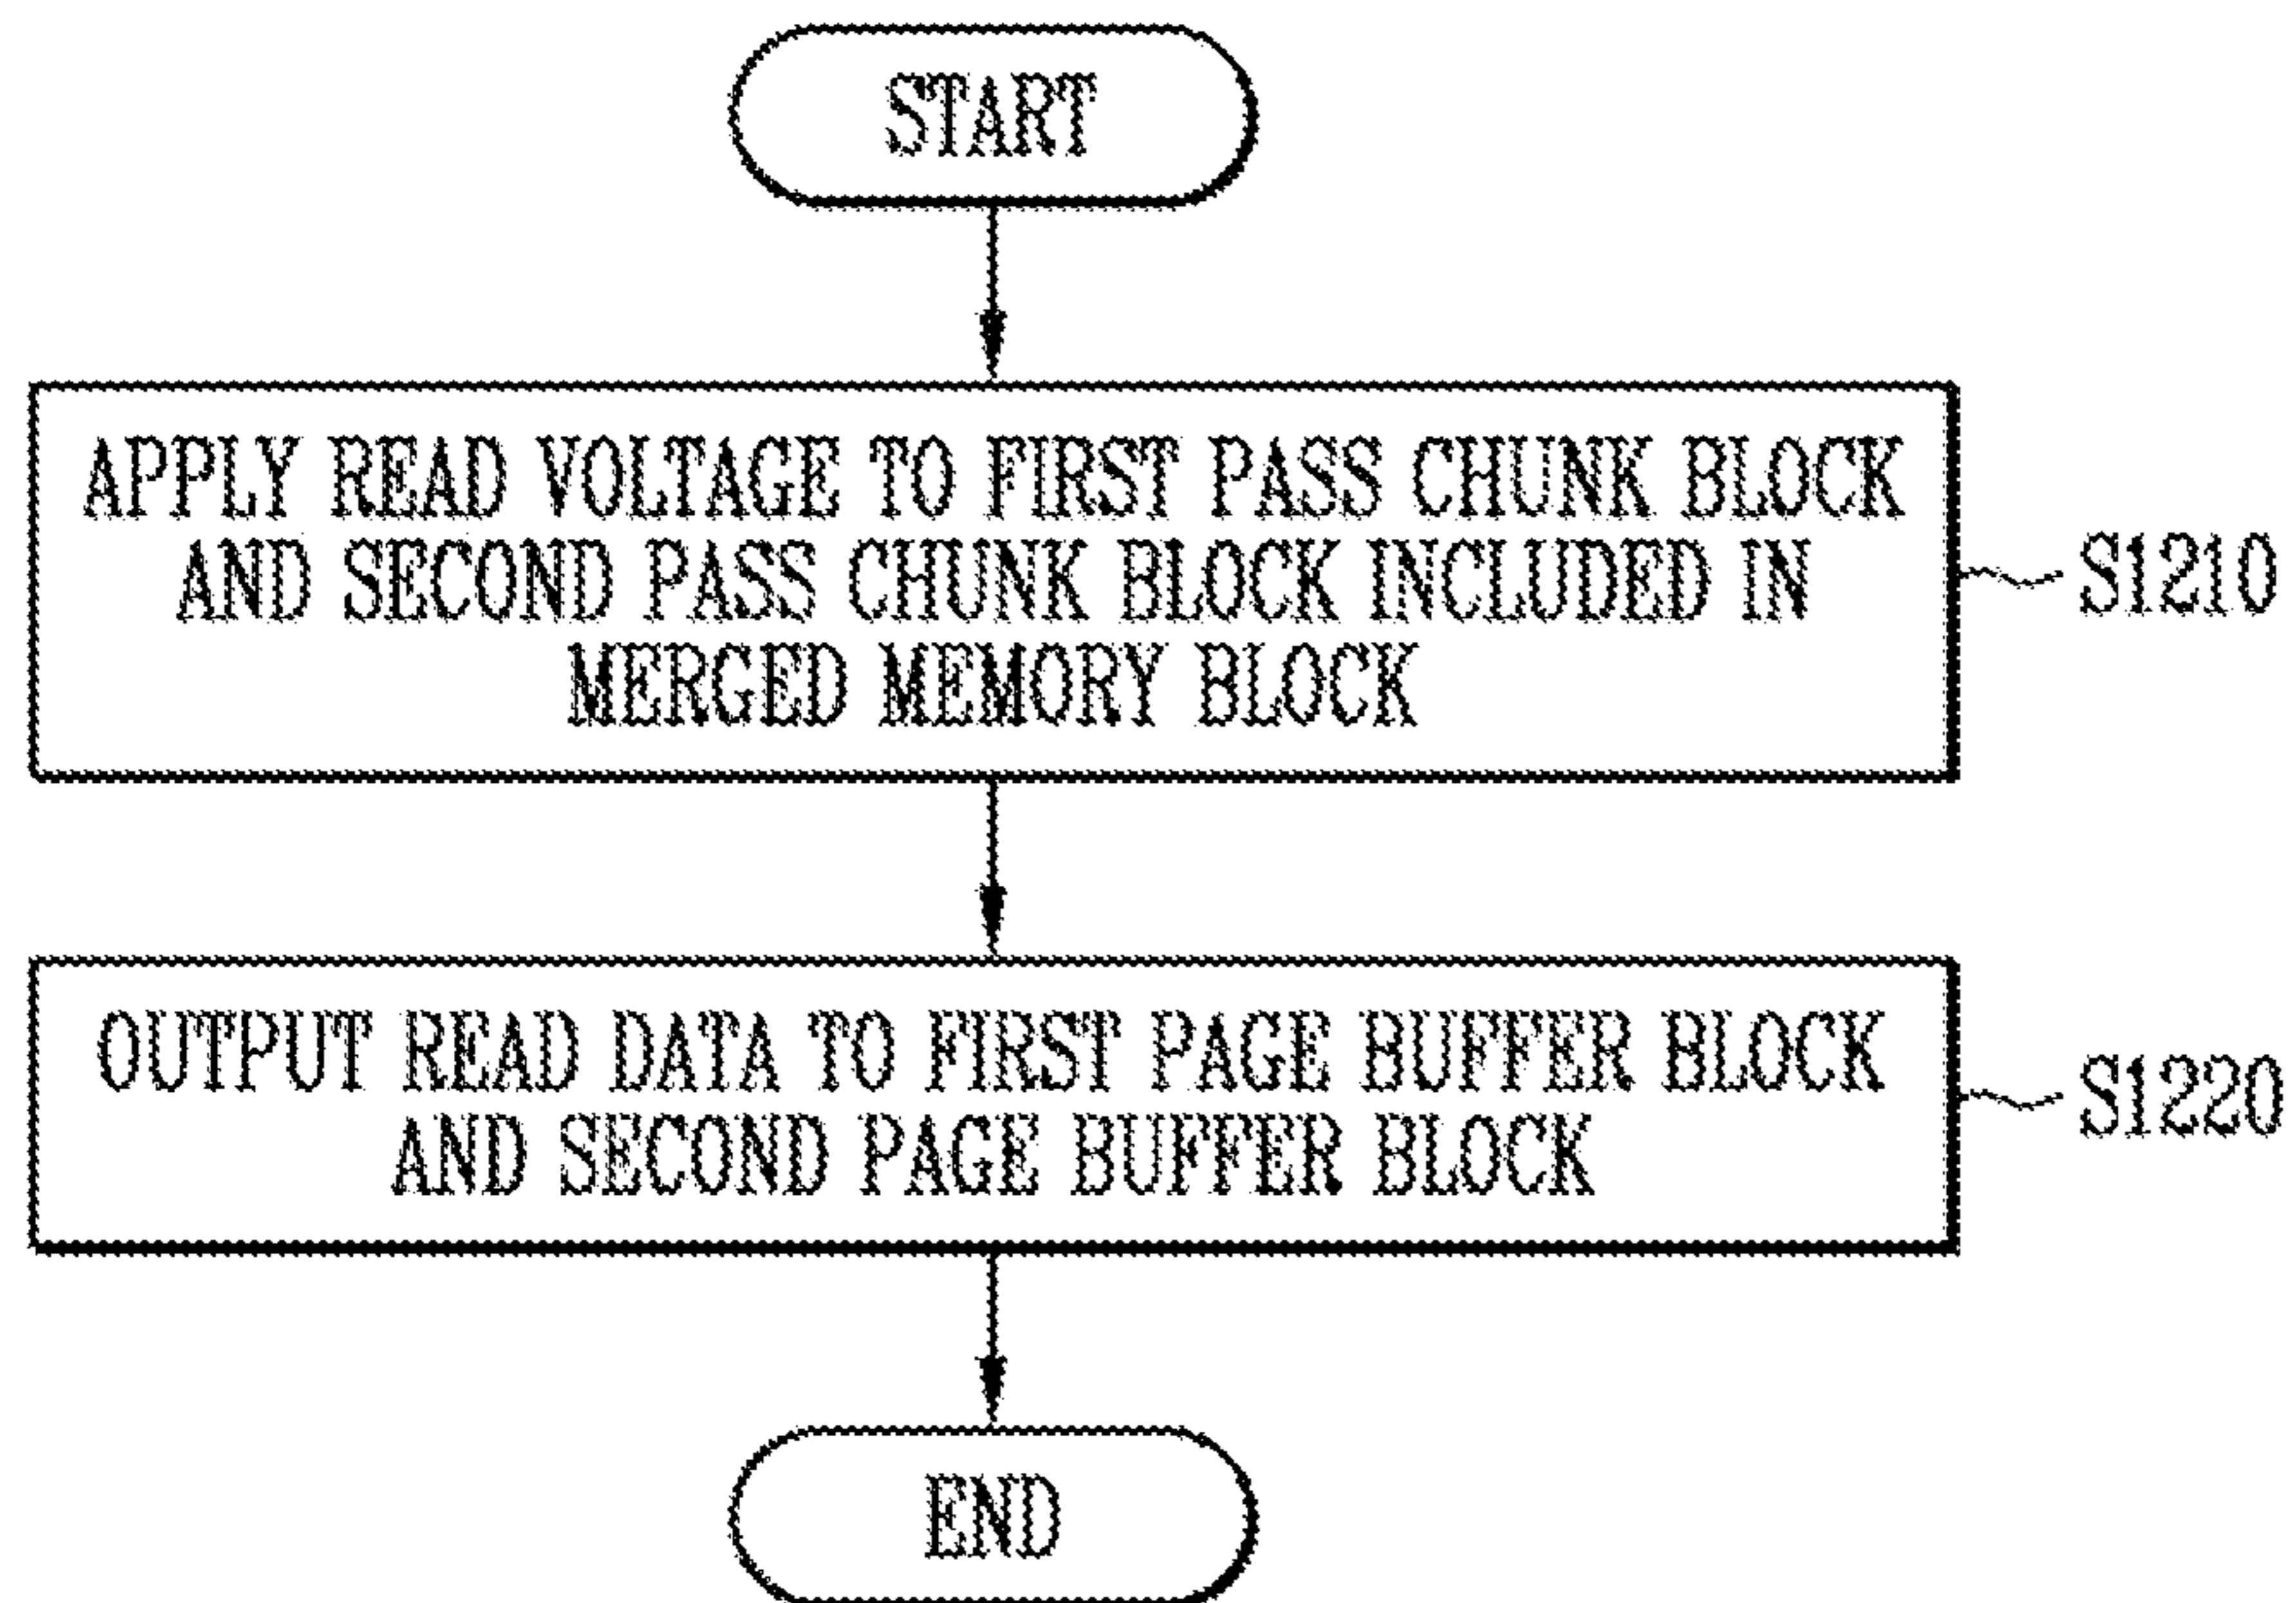 START
APPLY READ VOLTAGE TO FIRST PASS CHUNK BLOCK
AND SECOND PASS CHUNK BLOCK INCLUDED IN
MERGED MEMORY BLOCK
S1210
OUTPUT READ DATA TO FIRST PAGE BUFFER BLOCK
AND SECOND PAGE BUFFER BLOCK
S1220
END